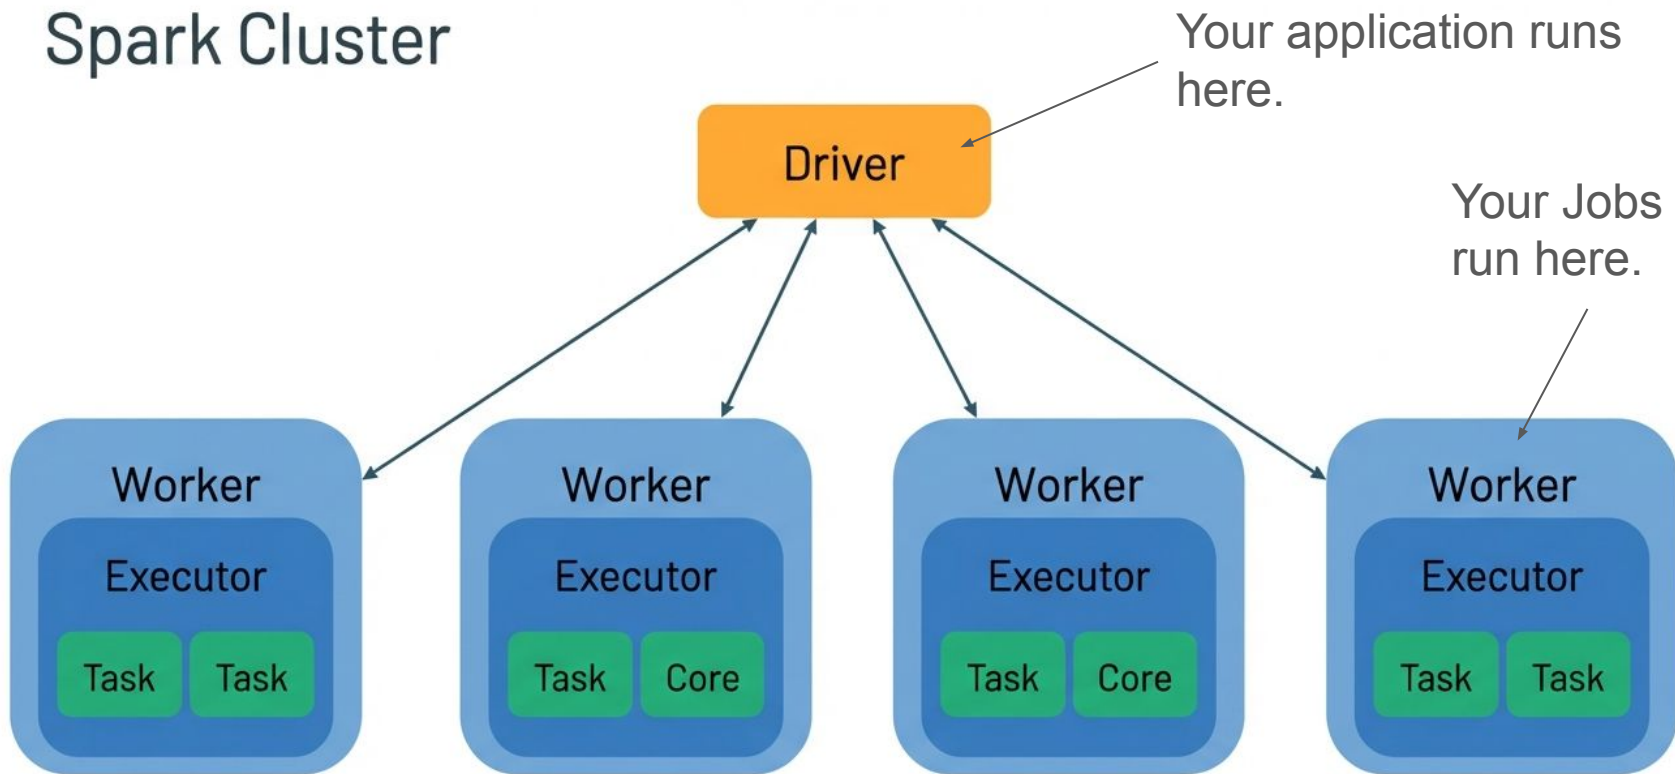 Spark Cluster
Your application runs
here.
Driver
Your Jobs
run here.
Worker
Worker
Worker
Worker
Executor
Executor
Executor
Executor
Task
Task
Task
Core
Task
Core
Task
Task